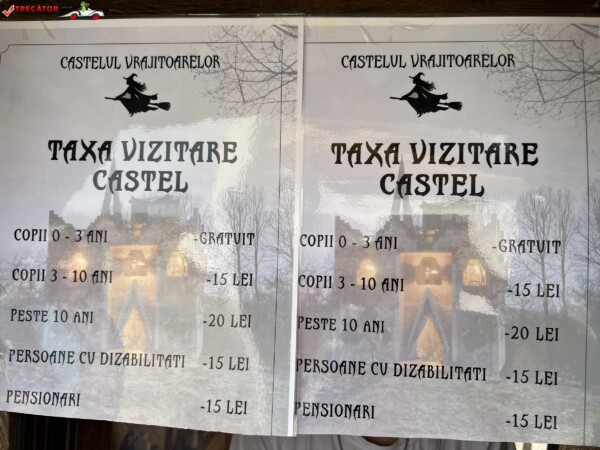 TRECATOR
CASTELUL VRAJITOARELOR
TAXA VIZITARE
CASTEL
COPII 0 - 3 ANI -GRATUIT
COPII 3 - 10 ANI -15 LEI
PESTE 10 ANI -20 LEI
PERSOANE CU DIZABILITATI -15 LEI
PENSIONARI -15 LEI
CASTELUL VRAJITOARELOR
TAXA VIZITARE
CASTEL
COPII 0 - 3 ANI -GRATUIT
COPII 3 - 10 ANI -15 LEI
PESTE 10 ANI -20 LEI
PERSOANE CU DIZABILITATI -15 LEI
PENSIONARI -15 LEI